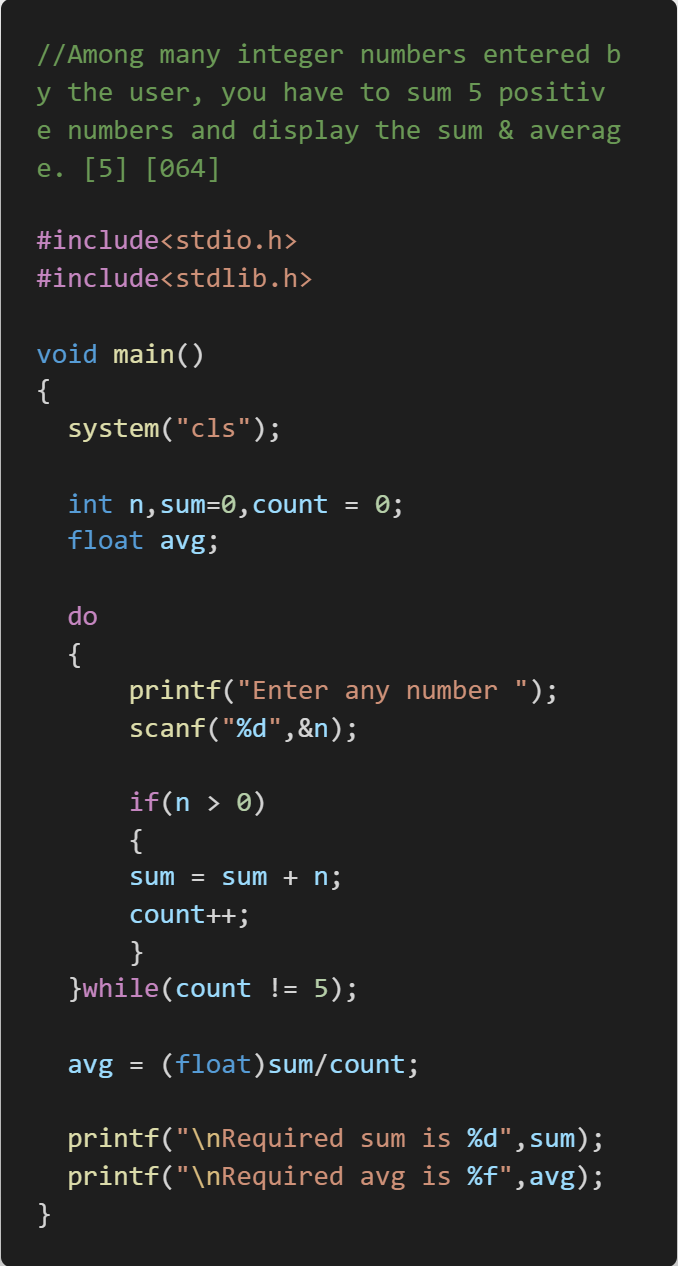 //Among many integer numbers entered b
y the user, you have to sum 5 positiv
e numbers and display the sum & averag
e. [5] [064]

#include<stdio.h>
#include<stdlib.h>

void main()
{
  system("cls");

  int n,sum=0,count = 0;
  float avg;

  do
  {
      printf("Enter any number ");
      scanf("%d",&n);

      if(n > 0)
      {
      sum = sum + n;
      count++;
      }
  }while(count != 5);

  avg = (float)sum/count;

  printf("\nRequired sum is %d",sum);
  printf("\nRequired avg is %f",avg);
}